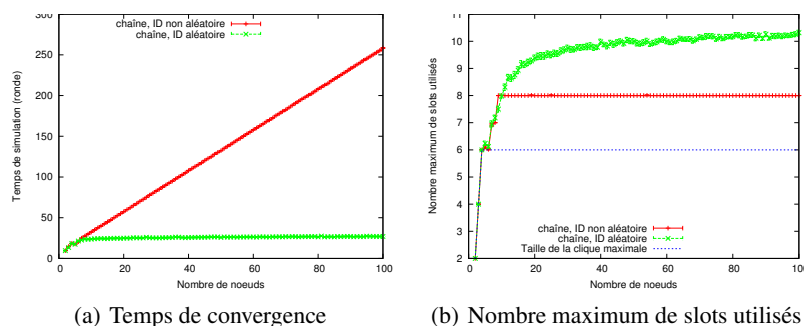 300
250
200
150
100
50
0
0 20 40 60 80 100
Temps de simulation (ronde)
Nombre de noeuds
chaîne, ID non aléatoire
chaîne, ID aléatoire
(a) Temps de convergence
11
10
9
8
7
6
5
4
3
2
0 20 40 60 80 100
Nombre maximum de slots utilisés
Nombre de noeuds
chaîne, ID non aléatoire
chaîne, ID aléatoire
Taille de la clique maximale
(b) Nombre maximum de slots utilisés